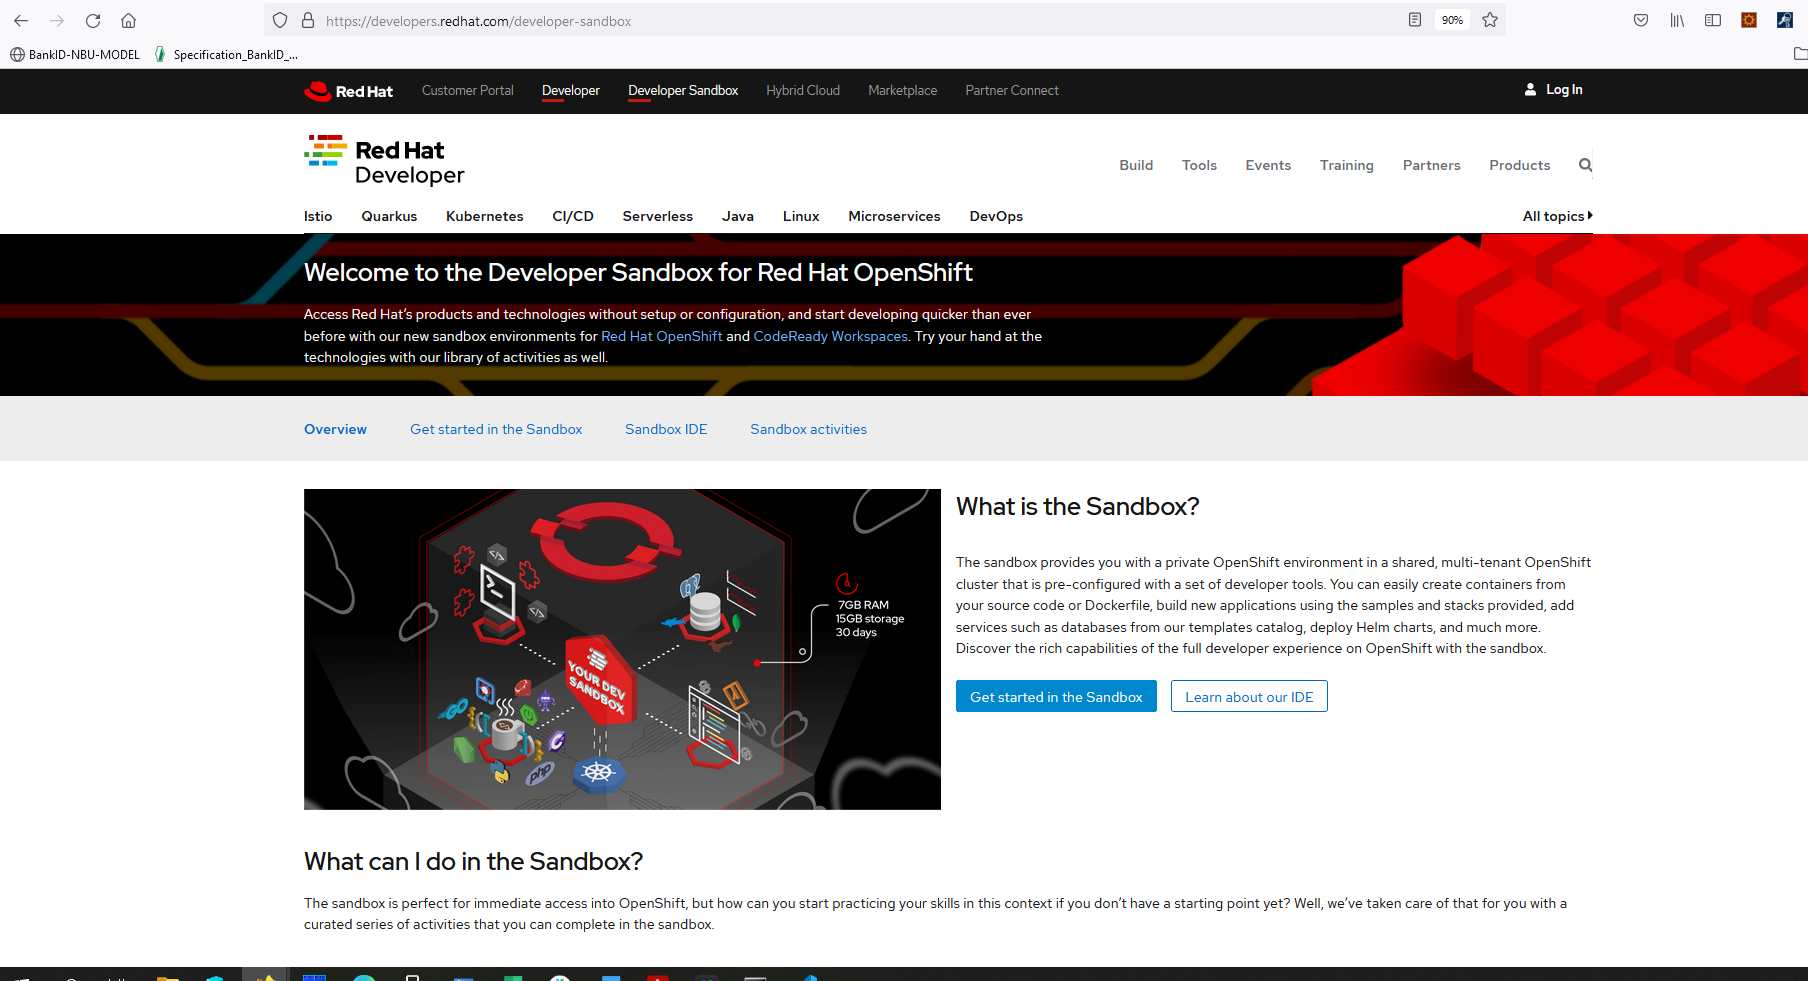 https://developers.redhat.com/developer-sandbox
90%
BankID-NBU-MODEL
Specification_BankID_...
Red Hat
Customer Portal
Developer
Developer Sandbox
Hybrid Cloud
Marketplace
Partner Connect
Log In
Red Hat
Developer
Build
Tools
Events
Training
Partners
Products
Istio
Quarkus
Kubernetes
CI/CD
Serverless
Java
Linux
Microservices
DevOps
All topics
Welcome to the Developer Sandbox for Red Hat OpenShift
Access Red Hat’s products and technologies without setup or configuration, and start developing quicker than ever
before with our new sandbox environments for Red Hat OpenShift and CodeReady Workspaces. Try your hand at the
technologies with our library of activities as well.
Overview
Get started in the Sandbox
Sandbox IDE
Sandbox activities
7GB RAM
15GB storage
30 days
YOUR DEV
SANDBOX
php
What is the Sandbox?
The sandbox provides you with a private OpenShift environment in a shared, multi-tenant OpenShift
cluster that is pre-configured with a set of developer tools. You can easily create containers from
your source code or Dockerfile, build new applications using the samples and stacks provided, add
services such as databases from our templates catalog, deploy Helm charts, and much more.
Discover the rich capabilities of the full developer experience on OpenShift with the sandbox.
Get started in the Sandbox
Learn about our IDE
What can I do in the Sandbox?
The sandbox is perfect for immediate access into OpenShift, but how can you start practicing your skills in this context if you don’t have a starting point yet? Well, we’ve taken care of that for you with a
curated series of activities that you can complete in the sandbox.